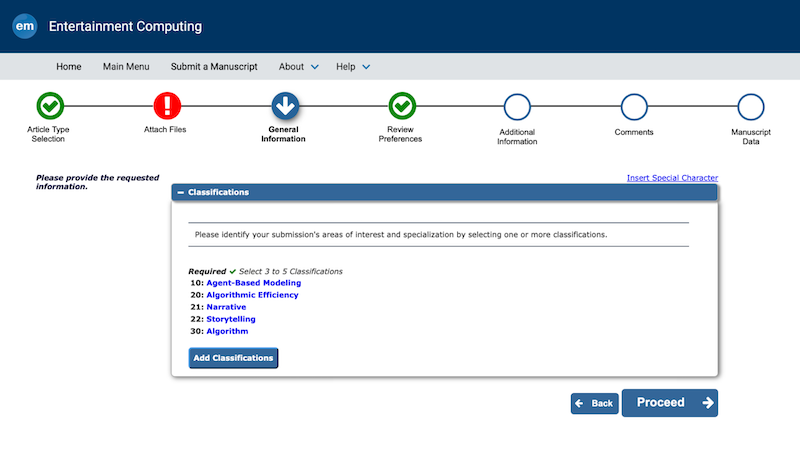 em Entertainment Computing
Home Main Menu Submit a Manuscript About Help
Article Type Selection
Attach Files
General Information
Review Preferences
Additional Information
Comments
Manuscript Data
Please provide the requested information.
Insert Special Character
Classifications
Please identify your submission's areas of interest and specialization by selecting one or more classifications.
Required ✓ Select 3 to 5 Classifications
10: Agent-Based Modeling
20: Algorithmic Efficiency
21: Narrative
22: Storytelling
30: Algorithm
Add Classifications
Back
Proceed